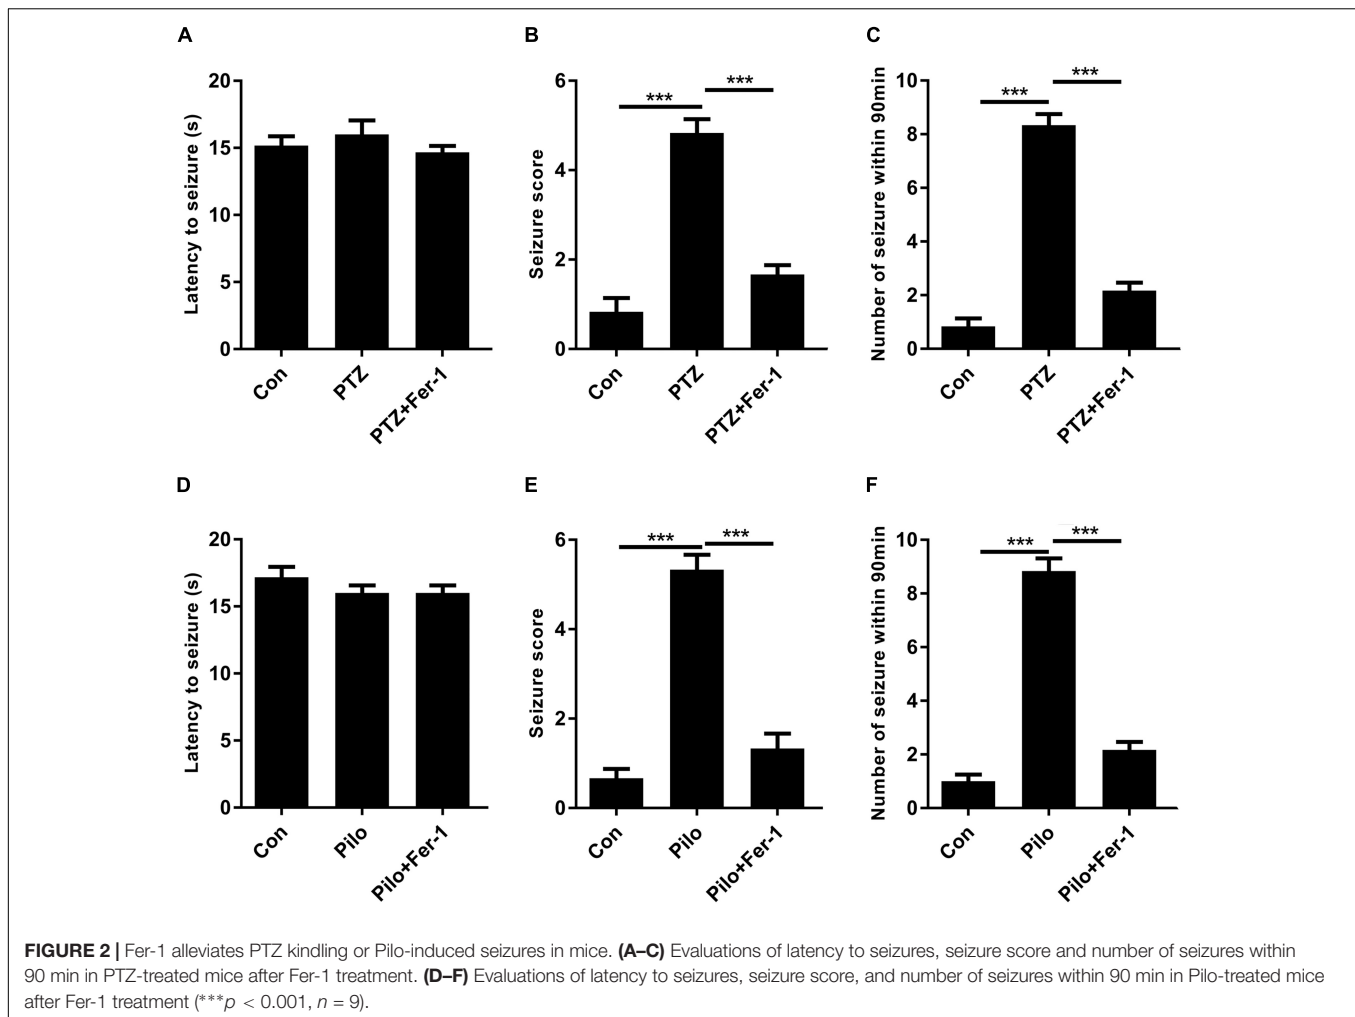 A
Latency to seizure (s)
20
15
10
5
0
Con
PTZ
PTZ+Fer-1
B
Seizure score
6
4
2
0
***
***
Con
PTZ
PTZ+Fer-1
C
Number of seizure within 90min
10
8
6
4
2
0
***
***
Con
PTZ
PTZ+Fer-1
D
Latency to seizure (s)
20
15
10
5
0
Con
Pilo
Pilo+Fer-1
E
Seizure score
6
4
2
0
***
***
Con
Pilo
Pilo+Fer-1
F
Number of seizure within 90min
10
8
6
4
2
0
***
***
Con
Pilo
Pilo+Fer-1
FIGURE 2 | Fer-1 alleviates PTZ kindling or Pilo-induced seizures in mice. (A–C) Evaluations of latency to seizures, seizure score and number of seizures within
90 min in PTZ-treated mice after Fer-1 treatment. (D–F) Evaluations of latency to seizures, seizure score, and number of seizures within 90 min in Pilo-treated mice
after Fer-1 treatment (***p < 0.001, n = 9).